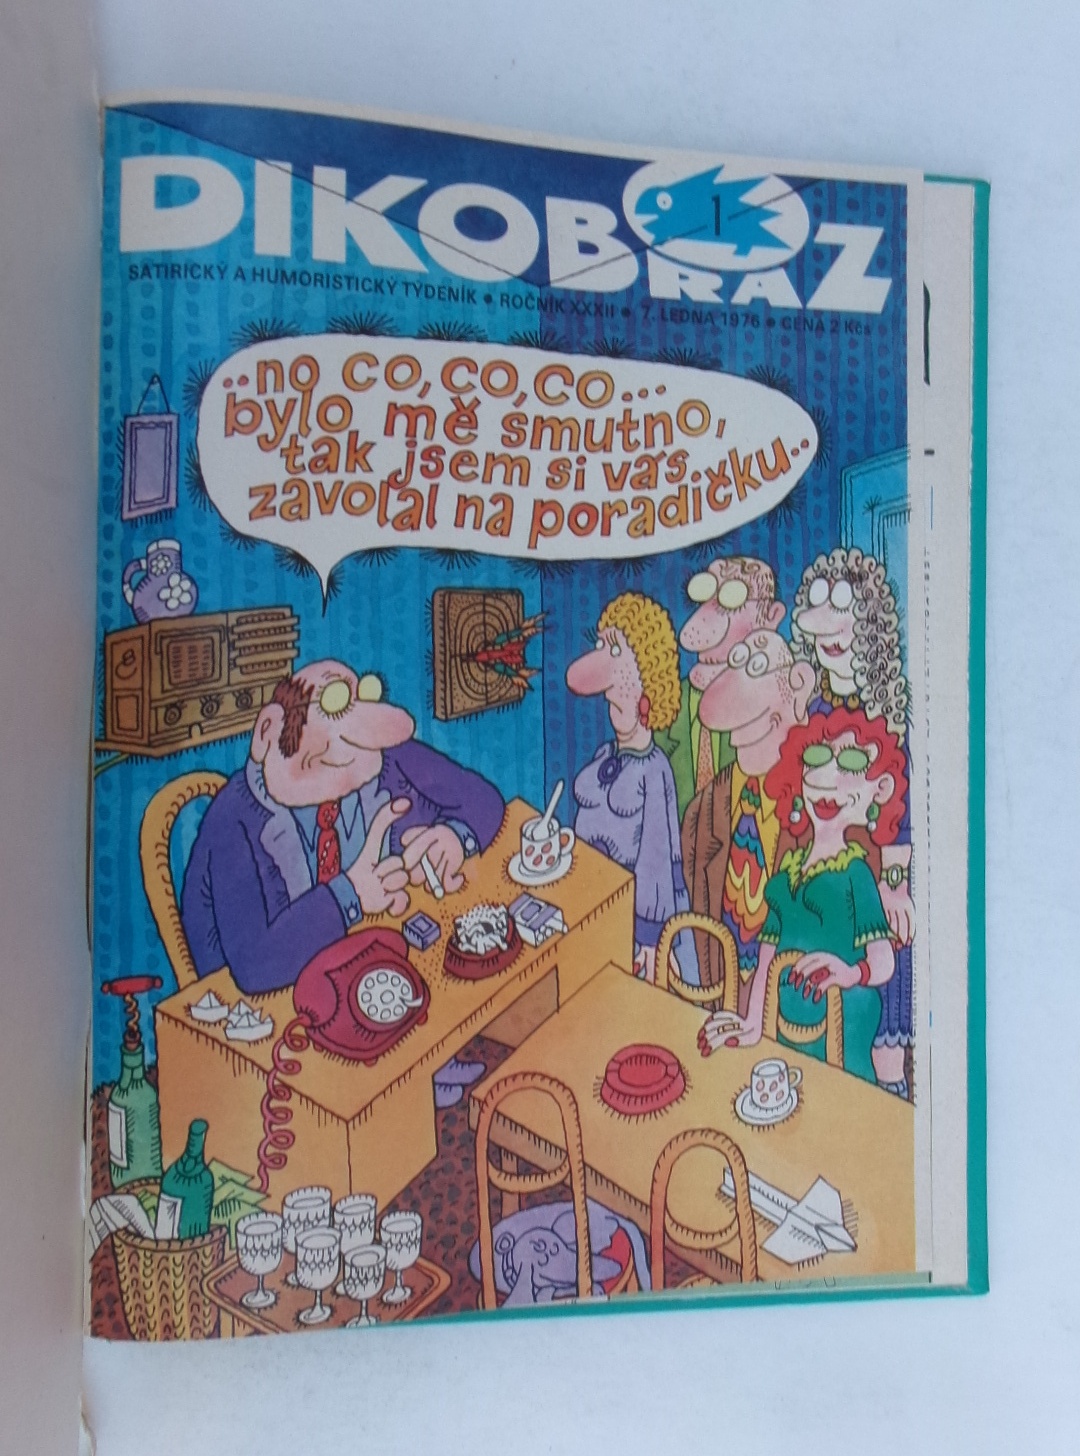 DIKOBRAZ
1
SATIRICKÝ A HUMORISTICKÝ TÝDENÍK • ROČNÍK XXXII • 7. LEDNA 1976 • CENA 2 Kčs
..no co, co, co...
bylo mě smutno,
tak jsem si vás
zavolal na poradičku..